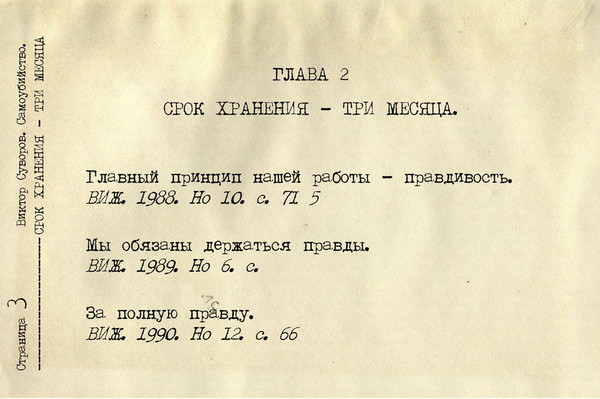 Страница 3 Виктор Суворов. Самоубийство.
СРОК ХРАНЕНИЯ - ТРИ МЕСЯЦА
ГЛАВА 2
СРОК ХРАНЕНИЯ - ТРИ МЕСЯЦА.
Главный принцип нашей работы - правдивость.
ВИЖ. 1988. Но 10. с. 71 5
Мы обязаны держаться правды.
ВИЖ. 1989. Но 6. с.
За полную правду.
ВИЖ. 1990. Но 12. с. 66